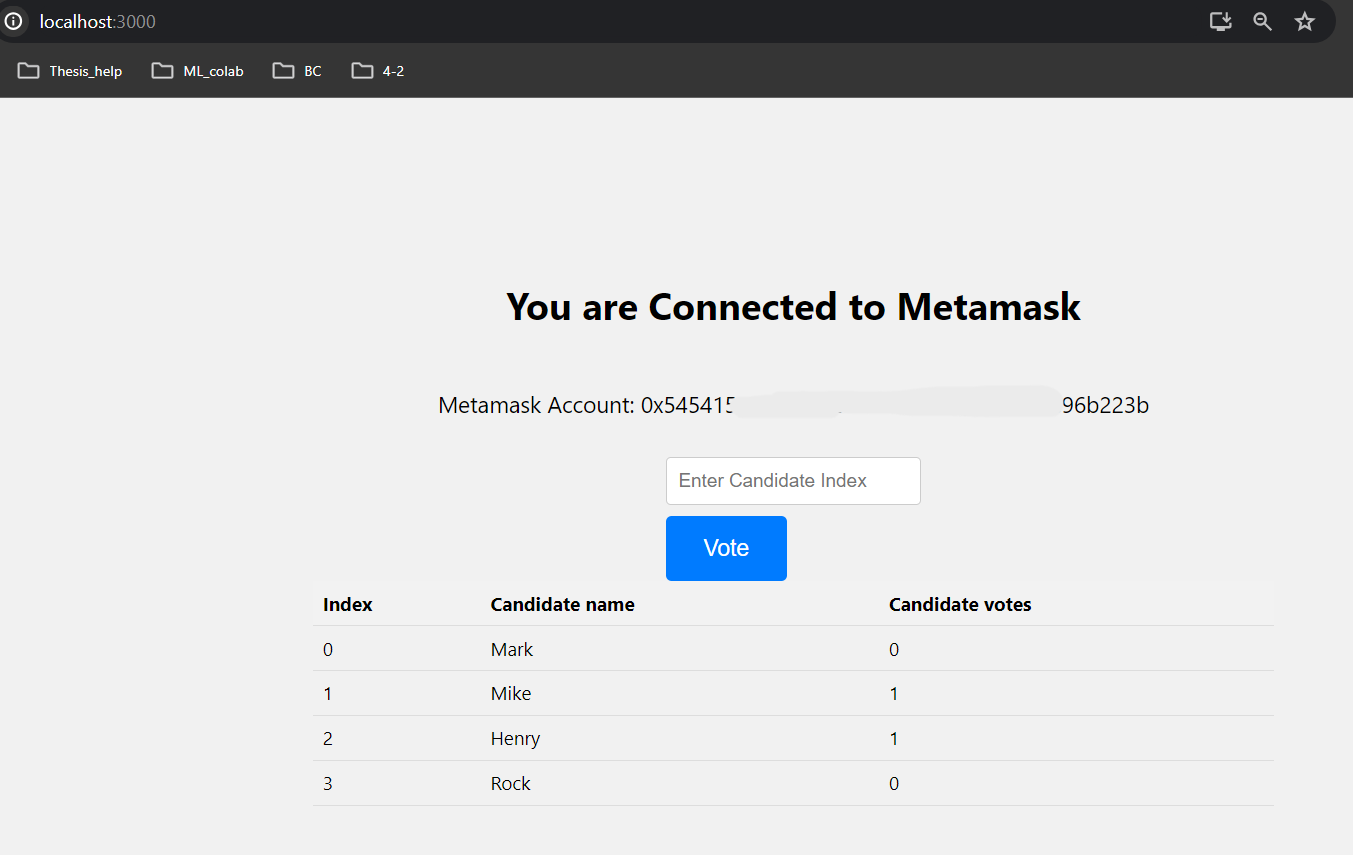 localhost:3000
Thesis_help ML_colab BC 4-2
You are Connected to Metamask
Metamask Account: 0x545415 96b223b
Enter Candidate Index
Vote
Index Candidate name Candidate votes
0 Mark 0
1 Mike 1
2 Henry 1
3 Rock 0